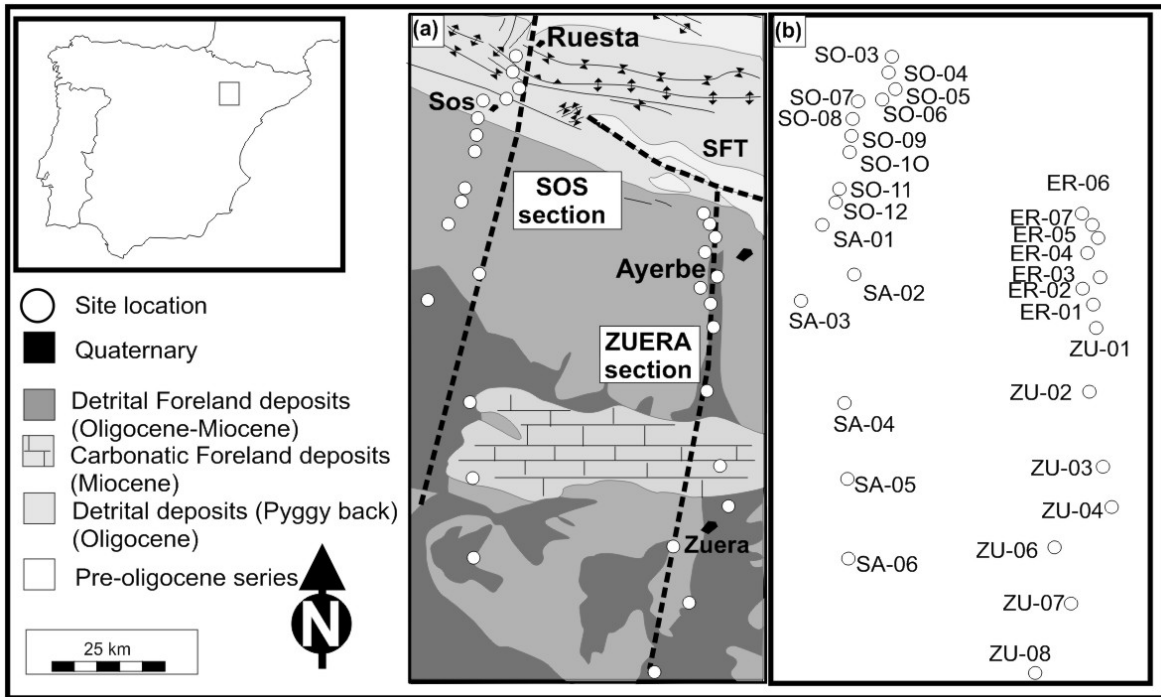 Site location
Quaternary
Detrital Foreland deposits
(Oligocene-Miocene)
Carbonatic Foreland deposits
(Miocene)
Detrital deposits (Pyggy back)
(Oligocene)
Pre-oligocene series
25 km
N
(a)
Ruesta
Sos
SFT
SOS
section
Ayerbe
ZUERA
section
Zuera
(b)
SO-03
SO-04
SO-07
SO-05
SO-06
SO-08
SO-09
SO-1O
SO-11
SO-12
SA-01
SA-02
SA-03
SA-04
SA-05
SA-06
ER-06
ER-07
ER-05
ER-04
ER-03
ER-02
ER-01
ZU-01
ZU-02
ZU-03
ZU-04
ZU-06
ZU-07
ZU-08